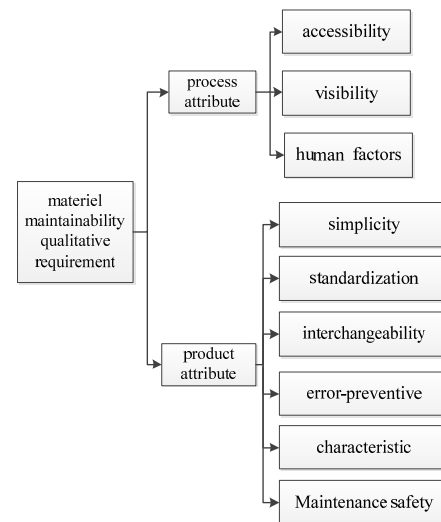 materiel
maintainability
qualitative
requirement
process
attribute
accessibility
visibility
human factors
product
attribute
simplicity
standardization
interchangeability
error-preventive
characteristic
Maintenance safety